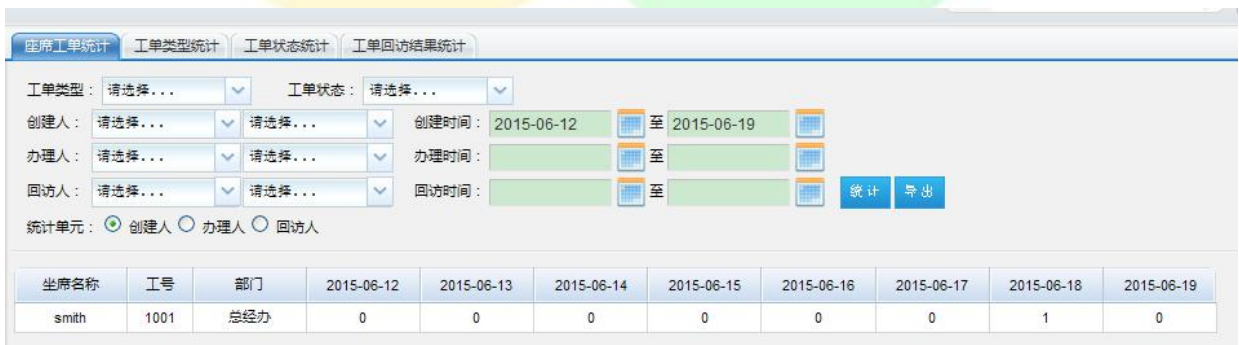 座席工单统计 工单类型统计 工单状态统计 工单回访结果统计
工单类型： 请选择... 工单状态： 请选择...
创建人： 请选择... 请选择... 创建时间： 2015-06-12 至 2015-06-19
办理人： 请选择... 请选择... 办理时间： 至
回访人： 请选择... 请选择... 回访时间： 至 统计 导出
统计单元： 创建人 办理人 回访人
坐席名称 工号 部门 2015-06-12 2015-06-13 2015-06-14 2015-06-15 2015-06-16 2015-06-17 2015-06-18 2015-06-19
smith 1001 总经办 0 0 0 0 0 0 1 0